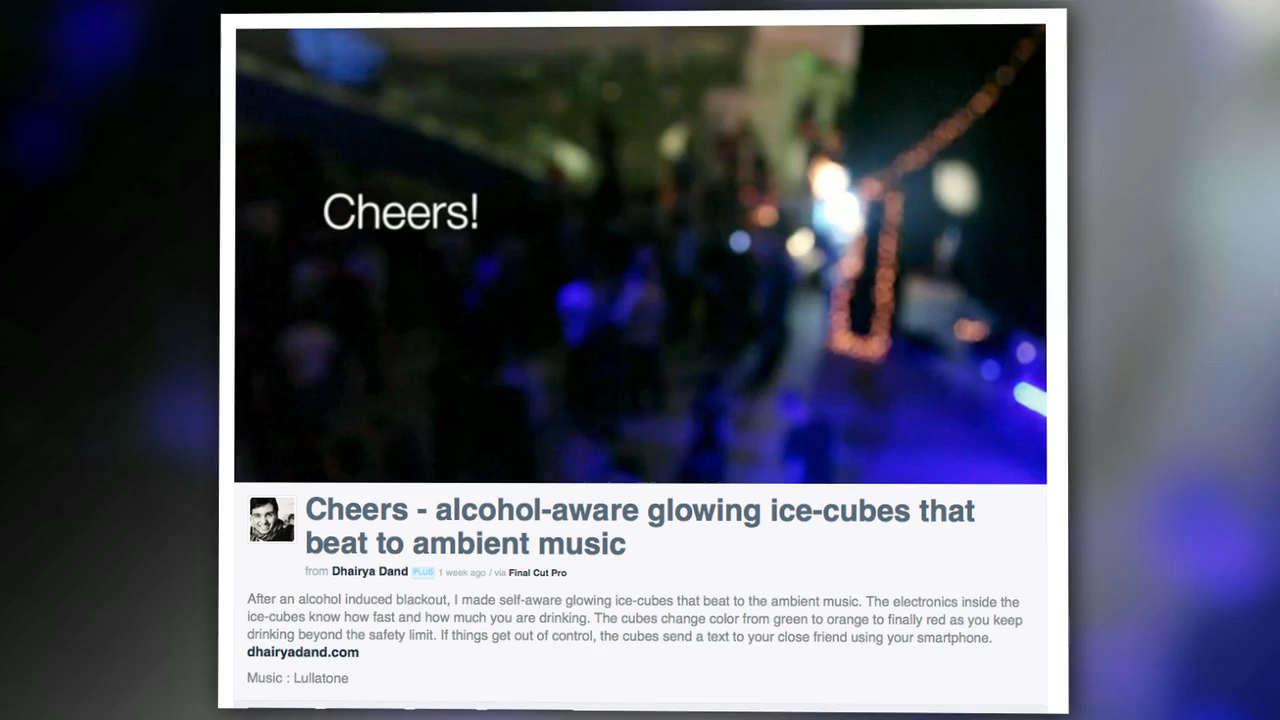 Cheers!
Cheers - alcohol-aware glowing ice-cubes that
beat to ambient music
from Dhairya Dand PLUS 1 week ago / via Final Cut Pro
After an alcohol induced blackout, I made self-aware glowing ice-cubes that beat to the ambient music. The electronics inside the
ice-cubes know how fast and how much you are drinking. The cubes change color from green to orange to finally red as you keep
drinking beyond the safety limit. If things get out of control, the cubes send a text to your close friend using your smartphone.
dhairyadand.com
Music : Lullatone